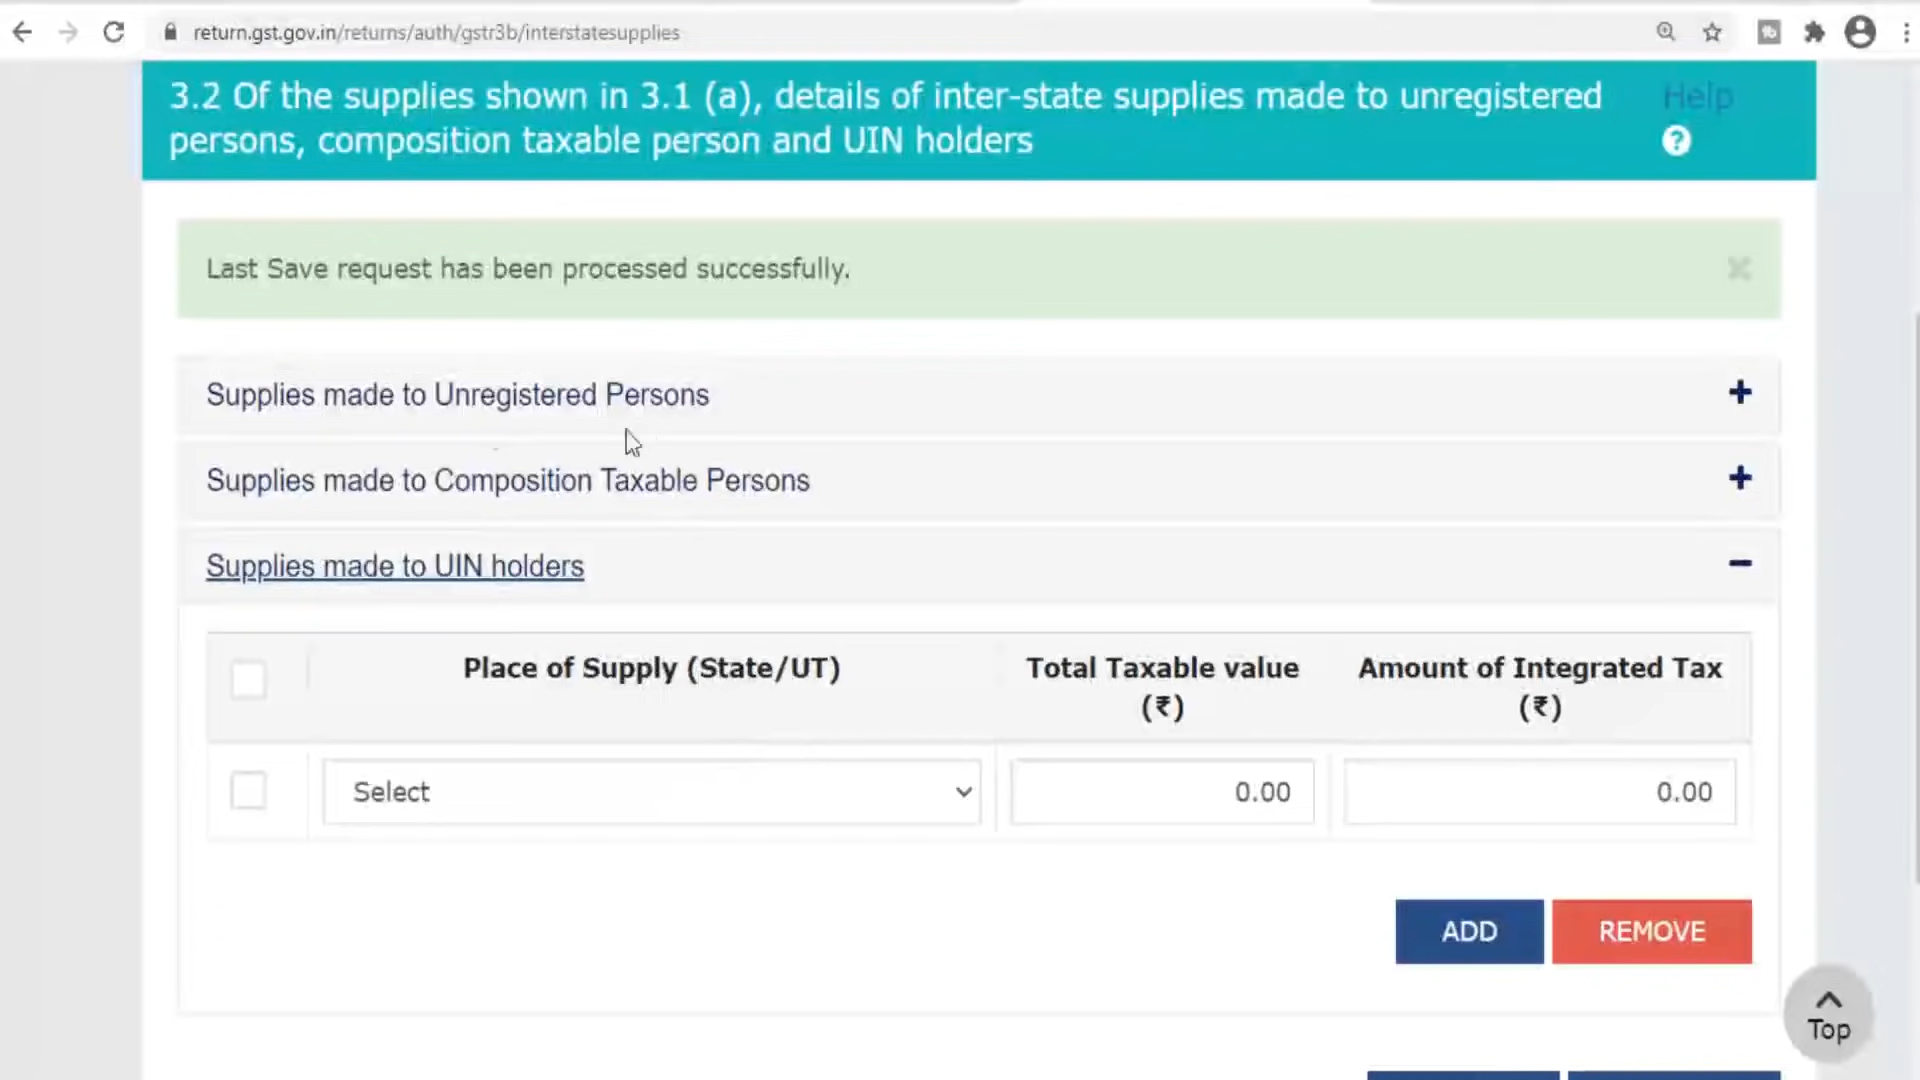 return.gst.gov.in/returns/auth/gstr3b/interstatesupplies
3.2 Of the supplies shown in 3.1 (a), details of inter-state supplies made to unregistered
persons, composition taxable person and UIN holders
Help
?
Last Save request has been processed successfully.
Supplies made to Unregistered Persons
Supplies made to Composition Taxable Persons
Supplies made to UIN holders
Place of Supply (State/UT) Total Taxable value Amount of Integrated Tax
(₹) (₹)
Select 0.00 0.00
ADD REMOVE
Top